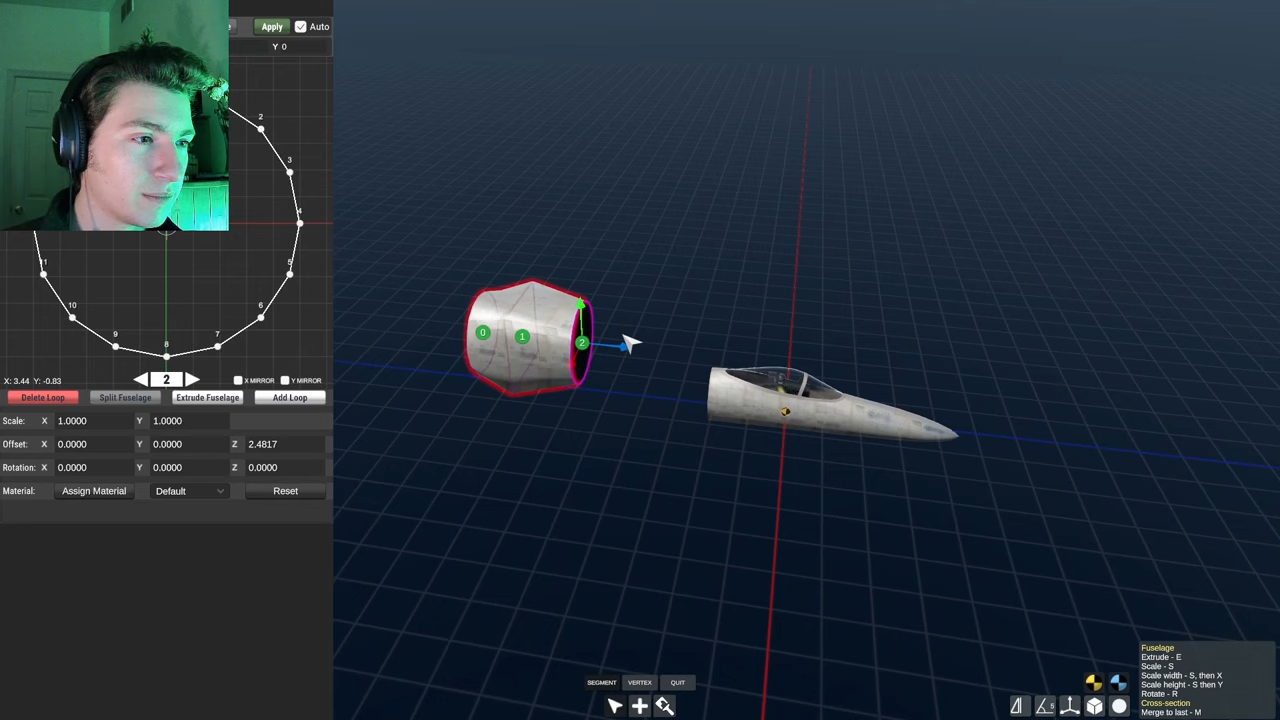 e Apply Auto
Y 0
2
3
4
11
5
10
6
9
7
8
0
1
2
X: 3.44 Y: -0.83
2
X MIRROR
Y MIRROR
Delete Loop
Split Fuselage
Extrude Fuselage
Add Loop
Scale: X 1.0000 Y 1.0000
Offset: X 0.0000 Y 0.0000 Z 2.4817
Rotation: X 0.0000 Y 0.0000 Z 0.0000
Material: Assign Material Default Reset
SEGMENT VERTEX QUIT
Fuselage
Extrude - E
Scale - S
Scale width - S, then X
Scale height - S then Y
Rotate - R
Cross-section
Merge to last - M